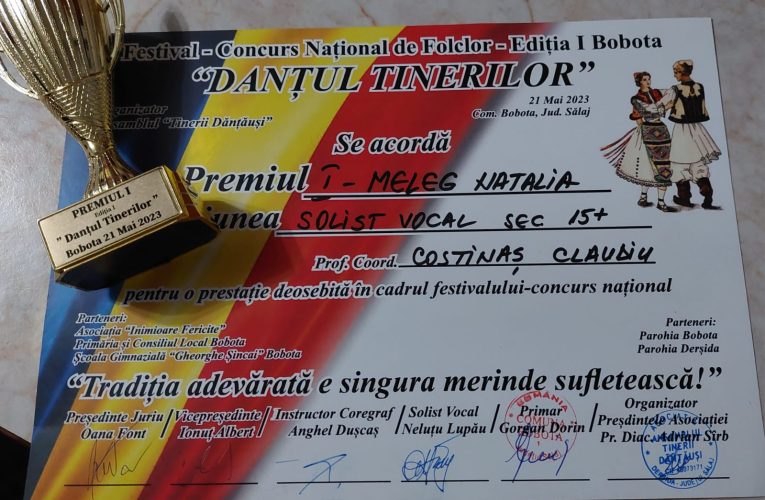 Festival - Concurs Național de Folclor - Ediția I Bobota
"DANȚUL TINERILOR"
21 Mai 2023
Com. Bobota, Jud. Sălaj
"Tinerii Dănțăuși"
Se acordă
Premiul I - MELEG NATALIA
SOLIST VOCAL SEC 15+
Prof. Coord. COSTINAȘ CLAUDIU
pentru o prestație deosebită în cadrul festivalului-concurs național
PREMIUL I
Ediția I
"Danțul Tinerilor"
Bobota 21 Mai 2023
Parteneri:
Asociația "Inimioare Fericite"
Primăria și Consiliul Local Bobota
Școala Gimnazială "Gheorghe Șincai" Bobota
Parteneri:
Parohia Bobota
Parohia Derșida
"Tradiția adevărată e singura merinde sufletească!"
Președinte Juriu
Oana Font
Vicepreședinte
Ionuț Albert
Instructor Coregraf
Anghel Dușcaș
Solist Vocal
Neluțu Lupău
Primar
Gorgan Dorin
Organizator
Președintele Asociației
Pr. Diac. Adrian Sîrb
ROMANIA
COMUNA
BOBOTA
TINERII
DĂNȚĂUȘI